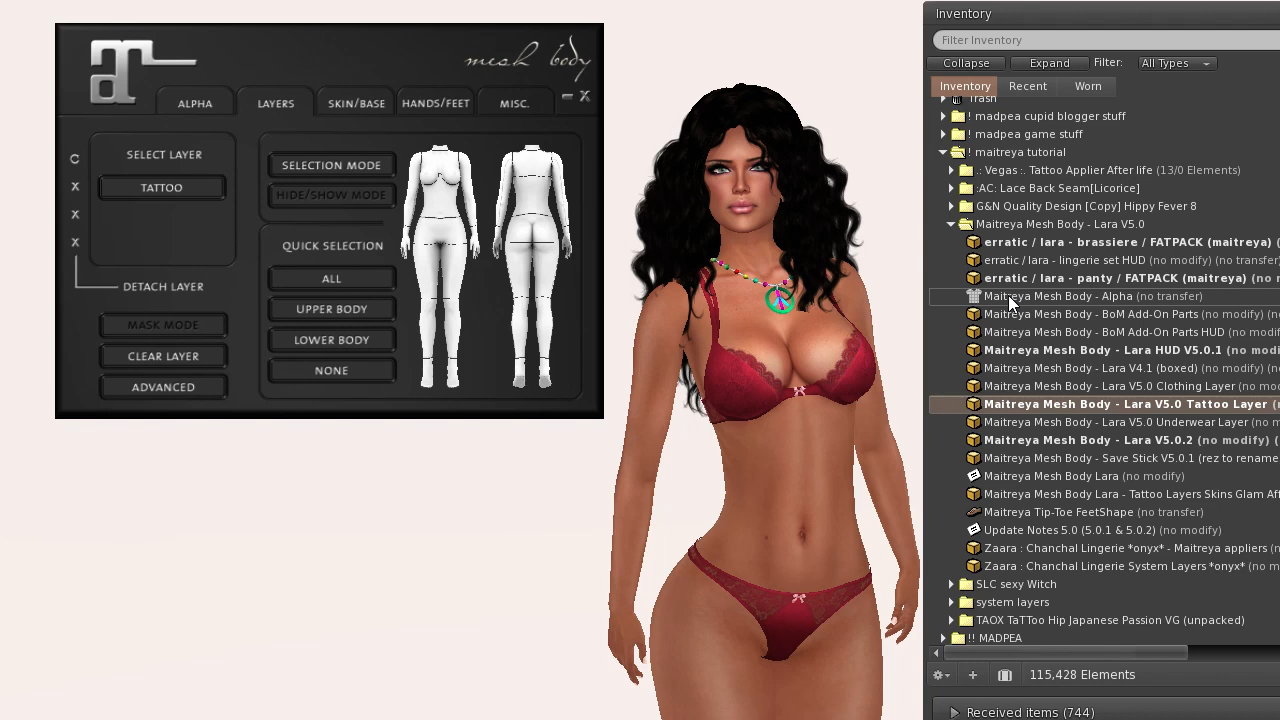 mesh body
ALPHA
LAYERS
SKIN/BASE
HANDS/FEET
MISC.
X
SELECT LAYER
TATTOO
C
X
X
X
DETACH LAYER
MASK MODE
CLEAR LAYER
ADVANCED
SELECTION MODE
HIDE/SHOW MODE
QUICK SELECTION
ALL
UPPER BODY
LOWER BODY
NONE
Inventory
Filter Inventory
Collapse Expand Filter: All Types
Inventory Recent Worn
Trash
! madpea cupid blogger stuff
! madpea game stuff
! maitreya tutorial
.: Vegas :. Tattoo Applier After life (13/0 Elements)
:AC: Lace Back Seam[Licorice]
G&N Quality Design [Copy] Hippy Fever 8
Maitreya Mesh Body - Lara V5.0
erratic / lara - brassiere / FATPACK (maitreya) (
erratic / lara - lingerie set HUD (no modify) (no transfer)
erratic / lara - panty / FATPACK (maitreya) (no
Maitreya Mesh Body - Alpha (no transfer)
Maitreya Mesh Body - BoM Add-On Parts (no modify) (no
Maitreya Mesh Body - BoM Add-On Parts HUD (no modif
Maitreya Mesh Body - Lara HUD V5.0.1 (no modi
Maitreya Mesh Body - Lara V4.1 (boxed) (no modify) (no
Maitreya Mesh Body - Lara V5.0 Clothing Layer (no mo
Maitreya Mesh Body - Lara V5.0 Tattoo Layer (
Maitreya Mesh Body - Lara V5.0 Underwear Layer (no m
Maitreya Mesh Body - Lara V5.0.2 (no modify) (
Maitreya Mesh Body - Save Stick V5.0.1 (rez to rename
Maitreya Mesh Body Lara (no modify)
Maitreya Mesh Body Lara - Tattoo Layers Skins Glam Aff
Maitreya Tip-Toe FeetShape (no transfer)
Update Notes 5.0 (5.0.1 & 5.0.2) (no modify)
Zaara : Chanchal Lingerie *onyx* - Maitreya appliers (n
Zaara : Chanchal Lingerie System Layers *onyx* (no m
SLC sexy Witch
system layers
TAOX TaTToo Hip Japanese Passion VG (unpacked)
!! MADPEA
115,428 Elements
Received items (744)